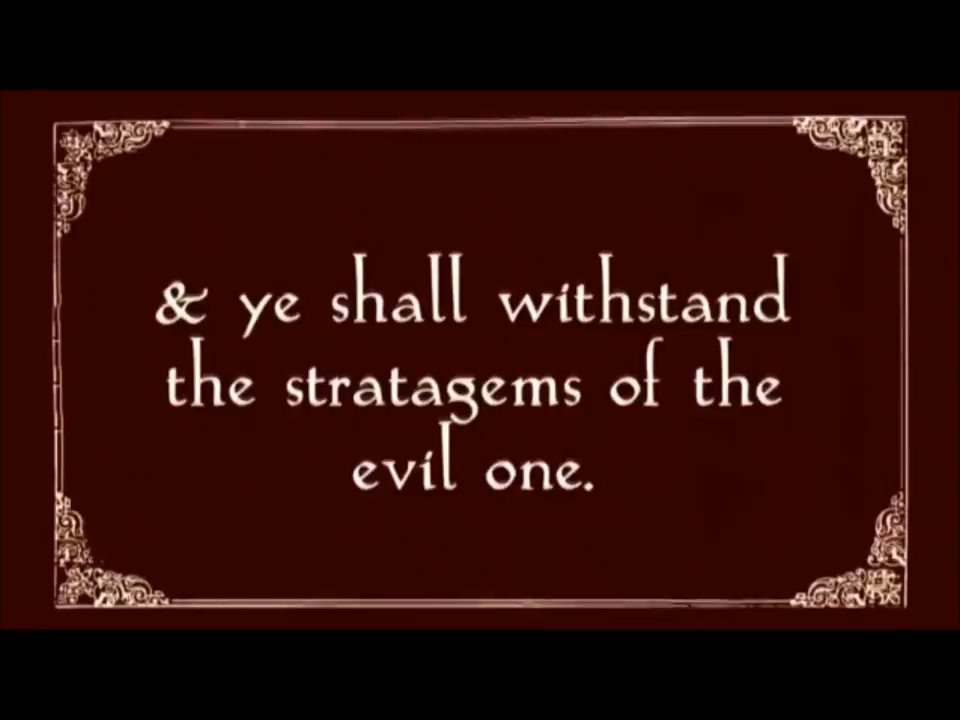 & ye shall withstand
the stratagems of the
evil one.